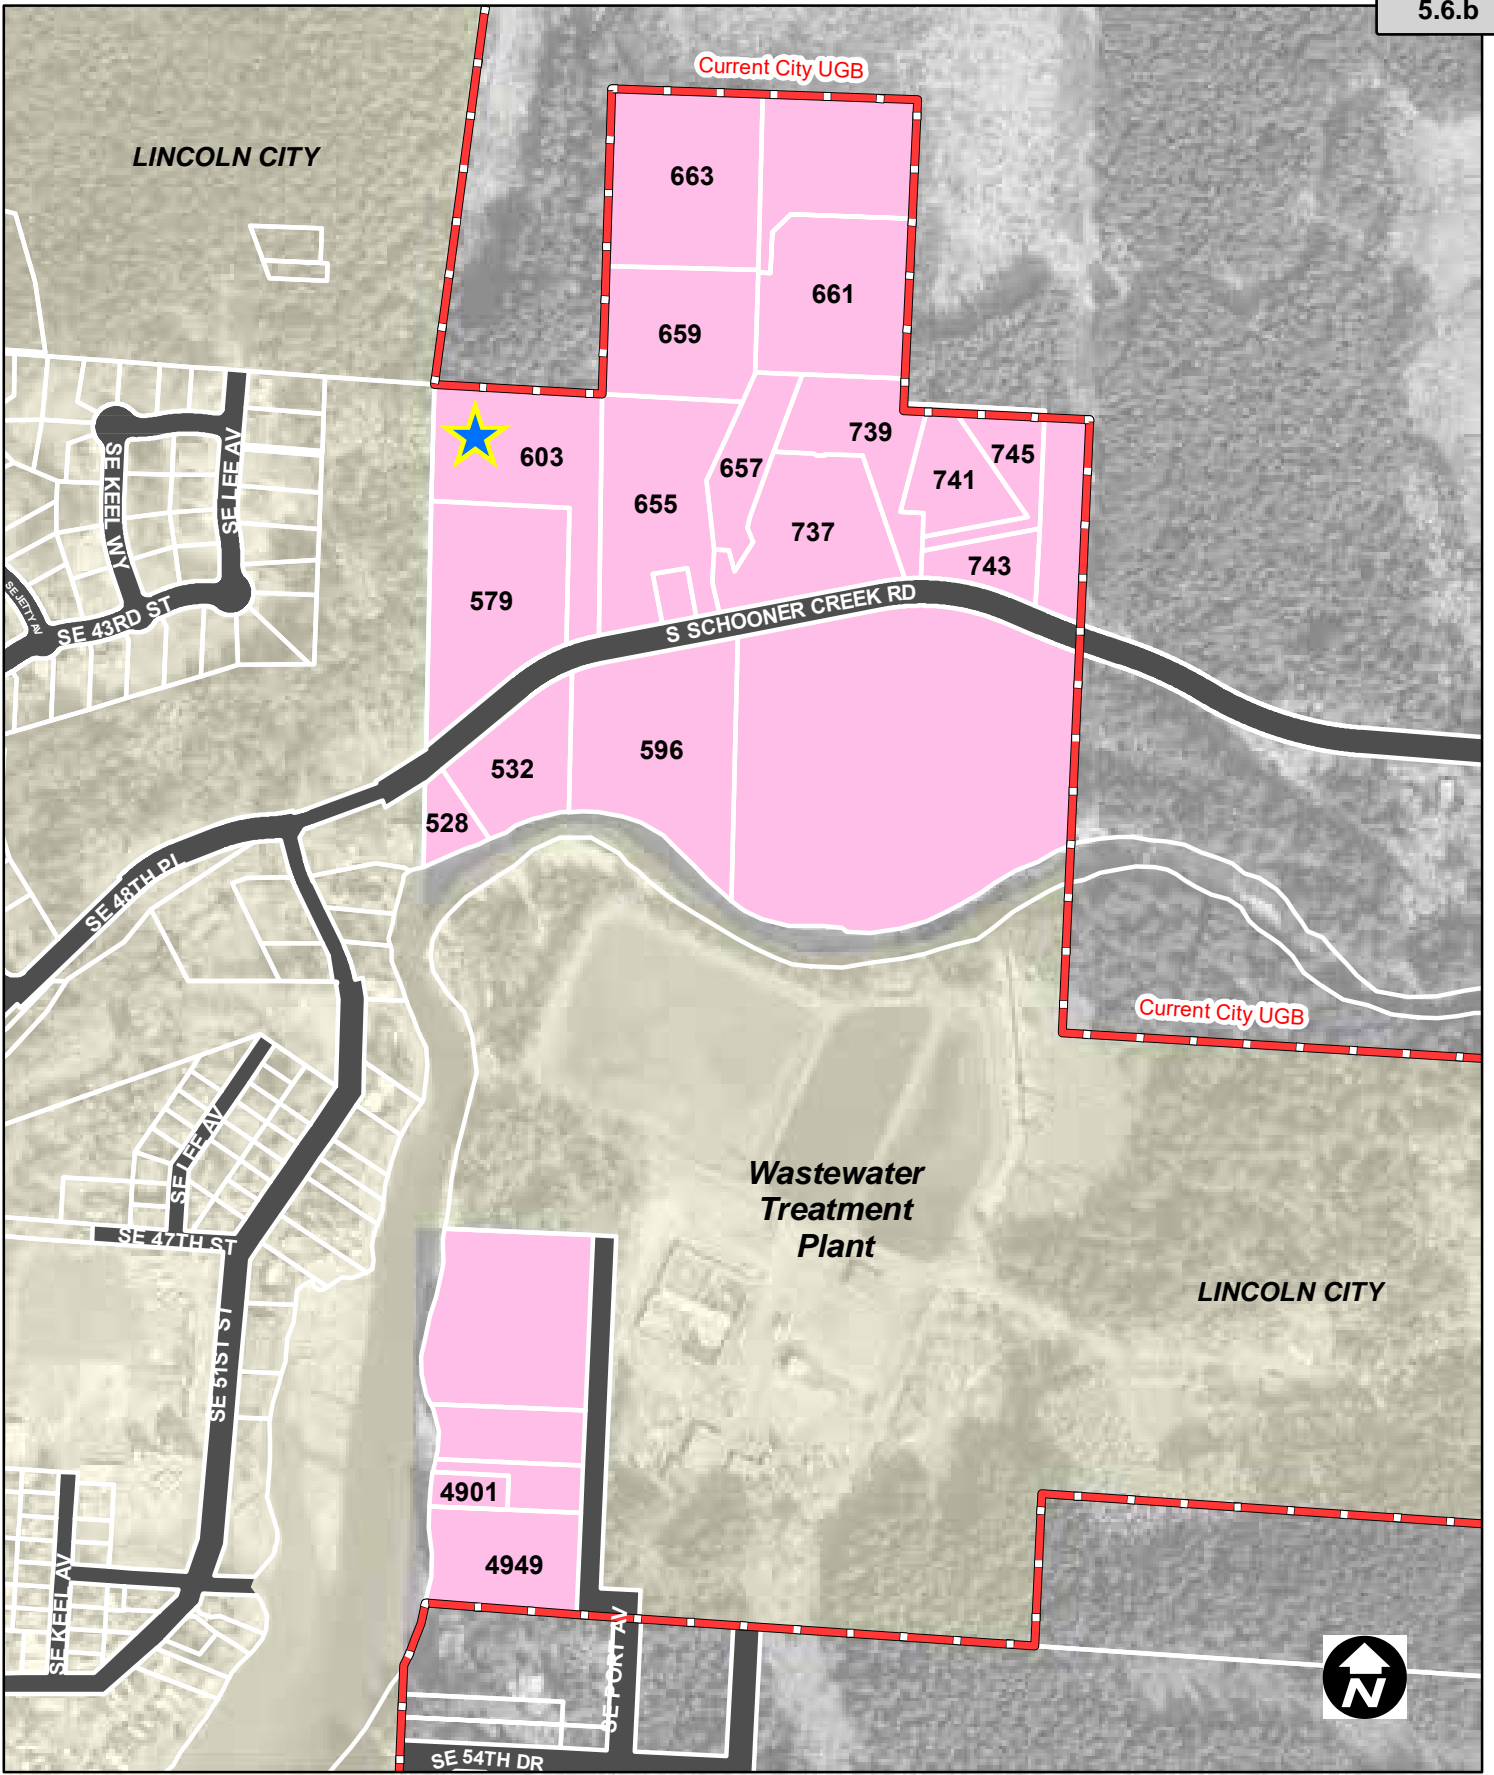 5.6.b
Current City UGB
LINCOLN CITY
663
661
659
603
739
745
657
741
655
737
743
579
SE KEEL WY
SE LEE AV
SE JETTY AV
SE 43RD ST
S SCHOONER CREEK RD
596
532
528
SE 48TH PL
Current City UGB
SE LEE AV
SE 47TH ST
Wastewater
Treatment
Plant
LINCOLN CITY
SE 51ST ST
4901
4949
SE KEEL AV
SE PORT AV
SE 54TH DR
N